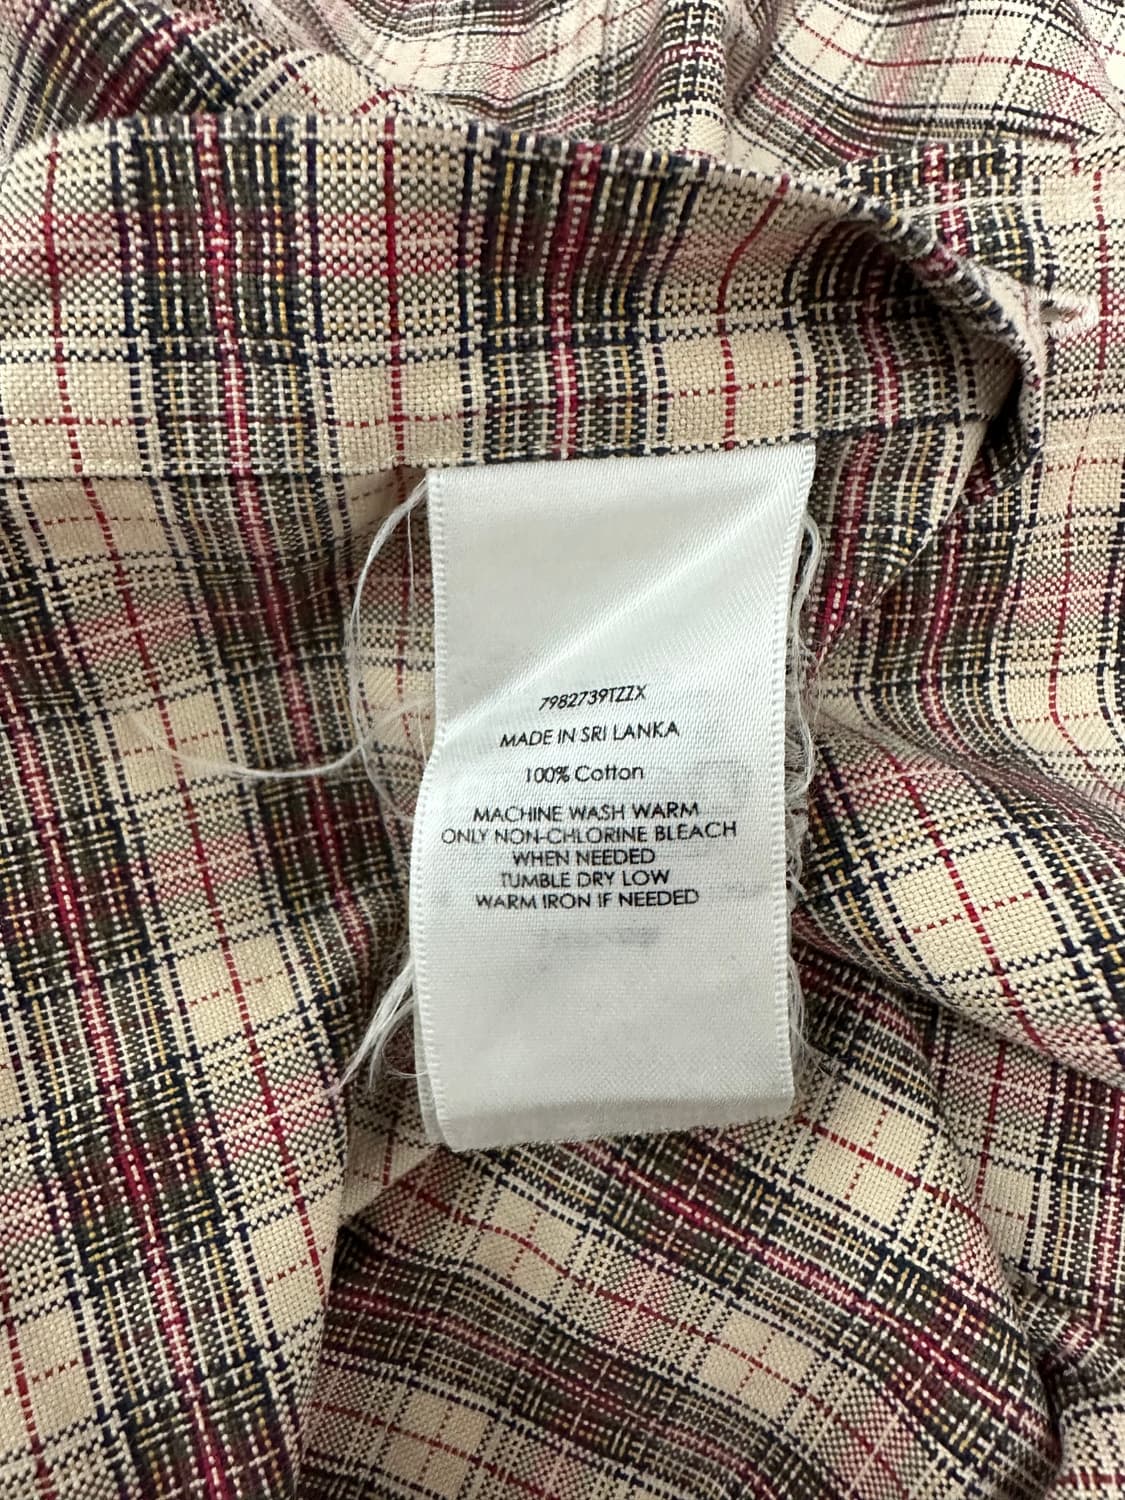 7982739TZZX
MADE IN SRI LANKA
100% Cotton
MACHINE WASH WARM
ONLY NON-CHLORINE BLEACH
WHEN NEEDED
TUMBLE DRY LOW
WARM IRON IF NEEDED